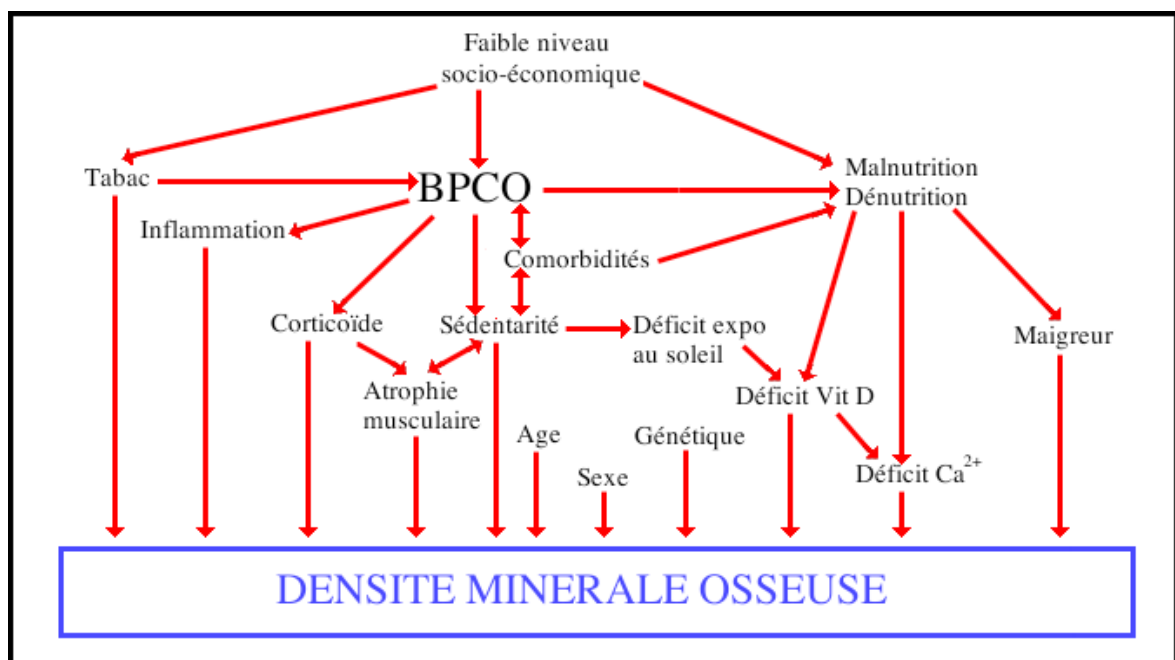 Faible niveau
socio-économique
Tabac
BPCO
Malnutrition
Dénutrition
Inflammation
Comorbidités
Corticoïde
Sédentarité
Déficit expo
au soleil
Maigreur
Atrophie
musculaire
Déficit Vit D
Age
Génétique
Sexe
Déficit Ca²⁺
DENSITE MINERALE OSSEUSE